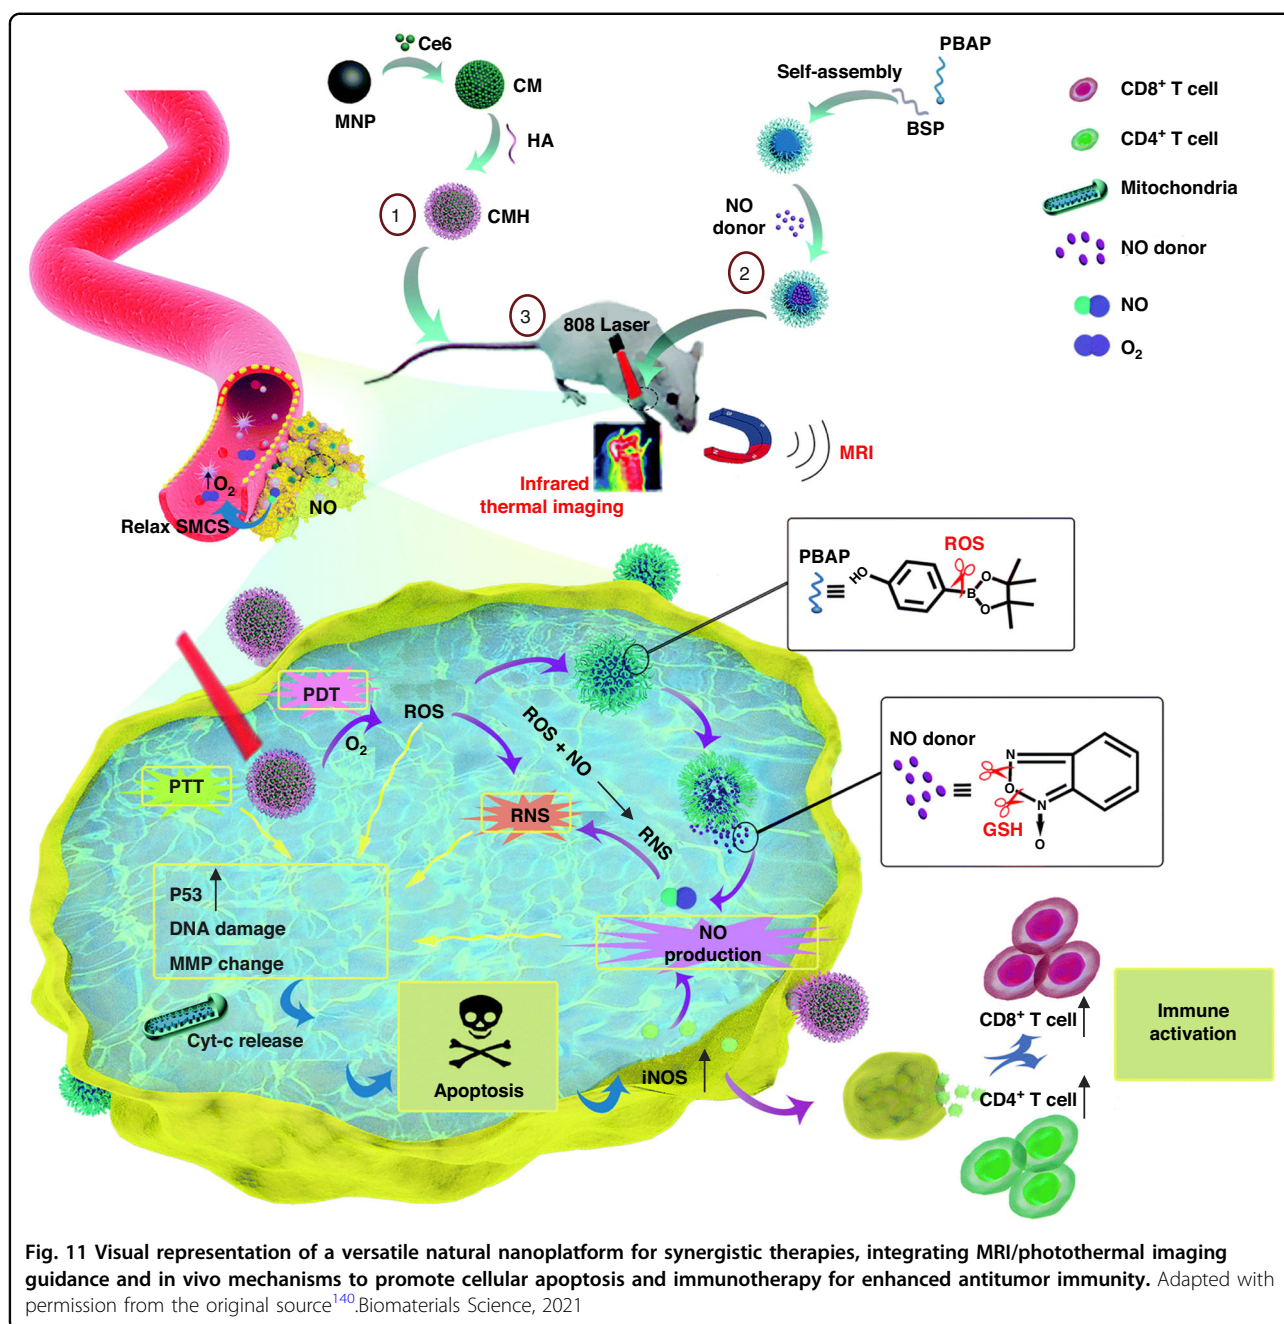 Ce6
MNP
CM
HA
1
CMH
PBAP
Self-assembly
BSP
NO
donor
2
3
808 Laser
CD8+ T cell
CD4+ T cell
Mitochondria
NO donor
NO
O2
MRI
Infrared
thermal imaging
O2
NO
Relax SMCS
PBAP
ROS
HO
B
O
O
PDT
ROS
O2
PTT
ROS + NO
RNS
RNS
NO donor
N
O
N
GSH
O
P53
DNA damage
MMP change
NO
production
Cyt-c release
Apoptosis
iNOS
CD8+ T cell
CD4+ T cell
Immune
activation
Fig. 11 Visual representation of a versatile natural nanoplatform for synergistic therapies, integrating MRI/photothermal imaging
guidance and in vivo mechanisms to promote cellular apoptosis and immunotherapy for enhanced antitumor immunity. Adapted with
permission from the original source140.Biomaterials Science, 2021